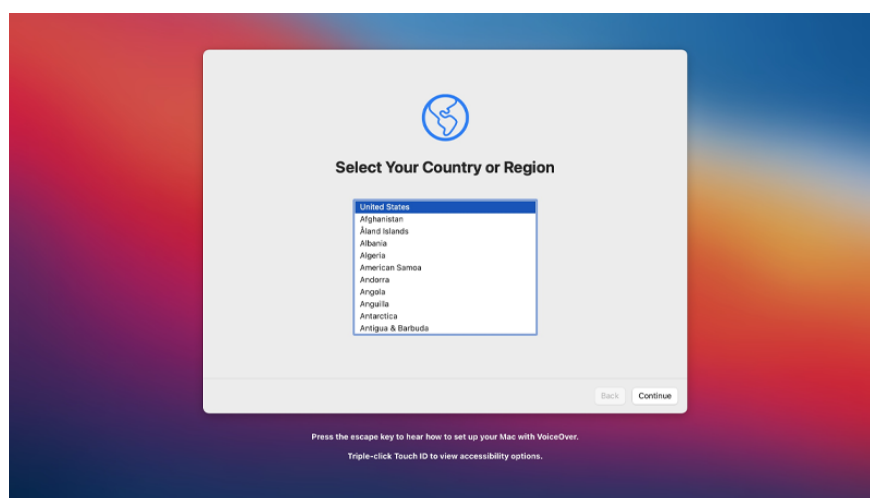 Select Your Country or Region
United States
Afghanistan
Åland Islands
Albania
Algeria
American Samoa
Andorra
Angola
Anguilla
Antarctica
Antigua & Barbuda
Back Continue
Press the escape key to hear how to set up your Mac with VoiceOver.
Triple-click Touch ID to view accessibility options.